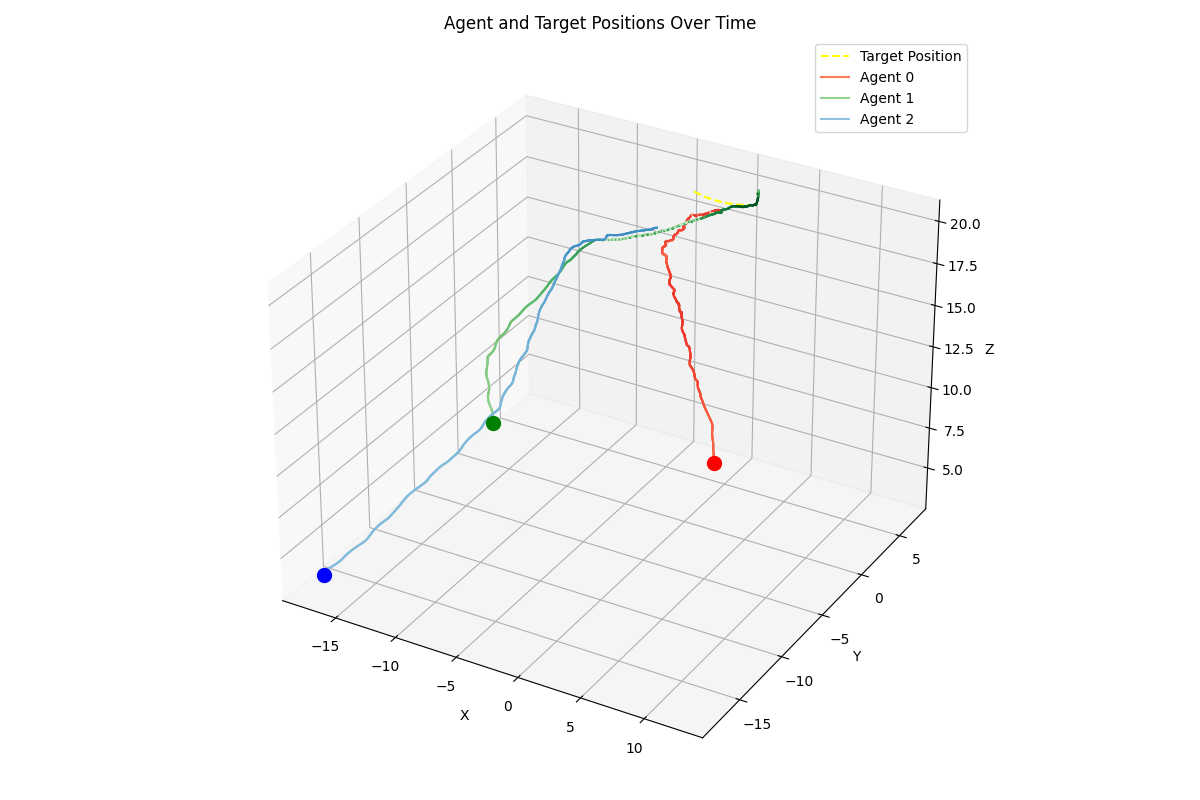 Agent and Target Positions Over Time
Target Position
Agent 0
Agent 1
Agent 2
20.0
17.5
15.0
12.5
10.0
7.5
5.0
Z
5
0
−5
−10
−15
Y
−15
−10
−5
0
5
10
X